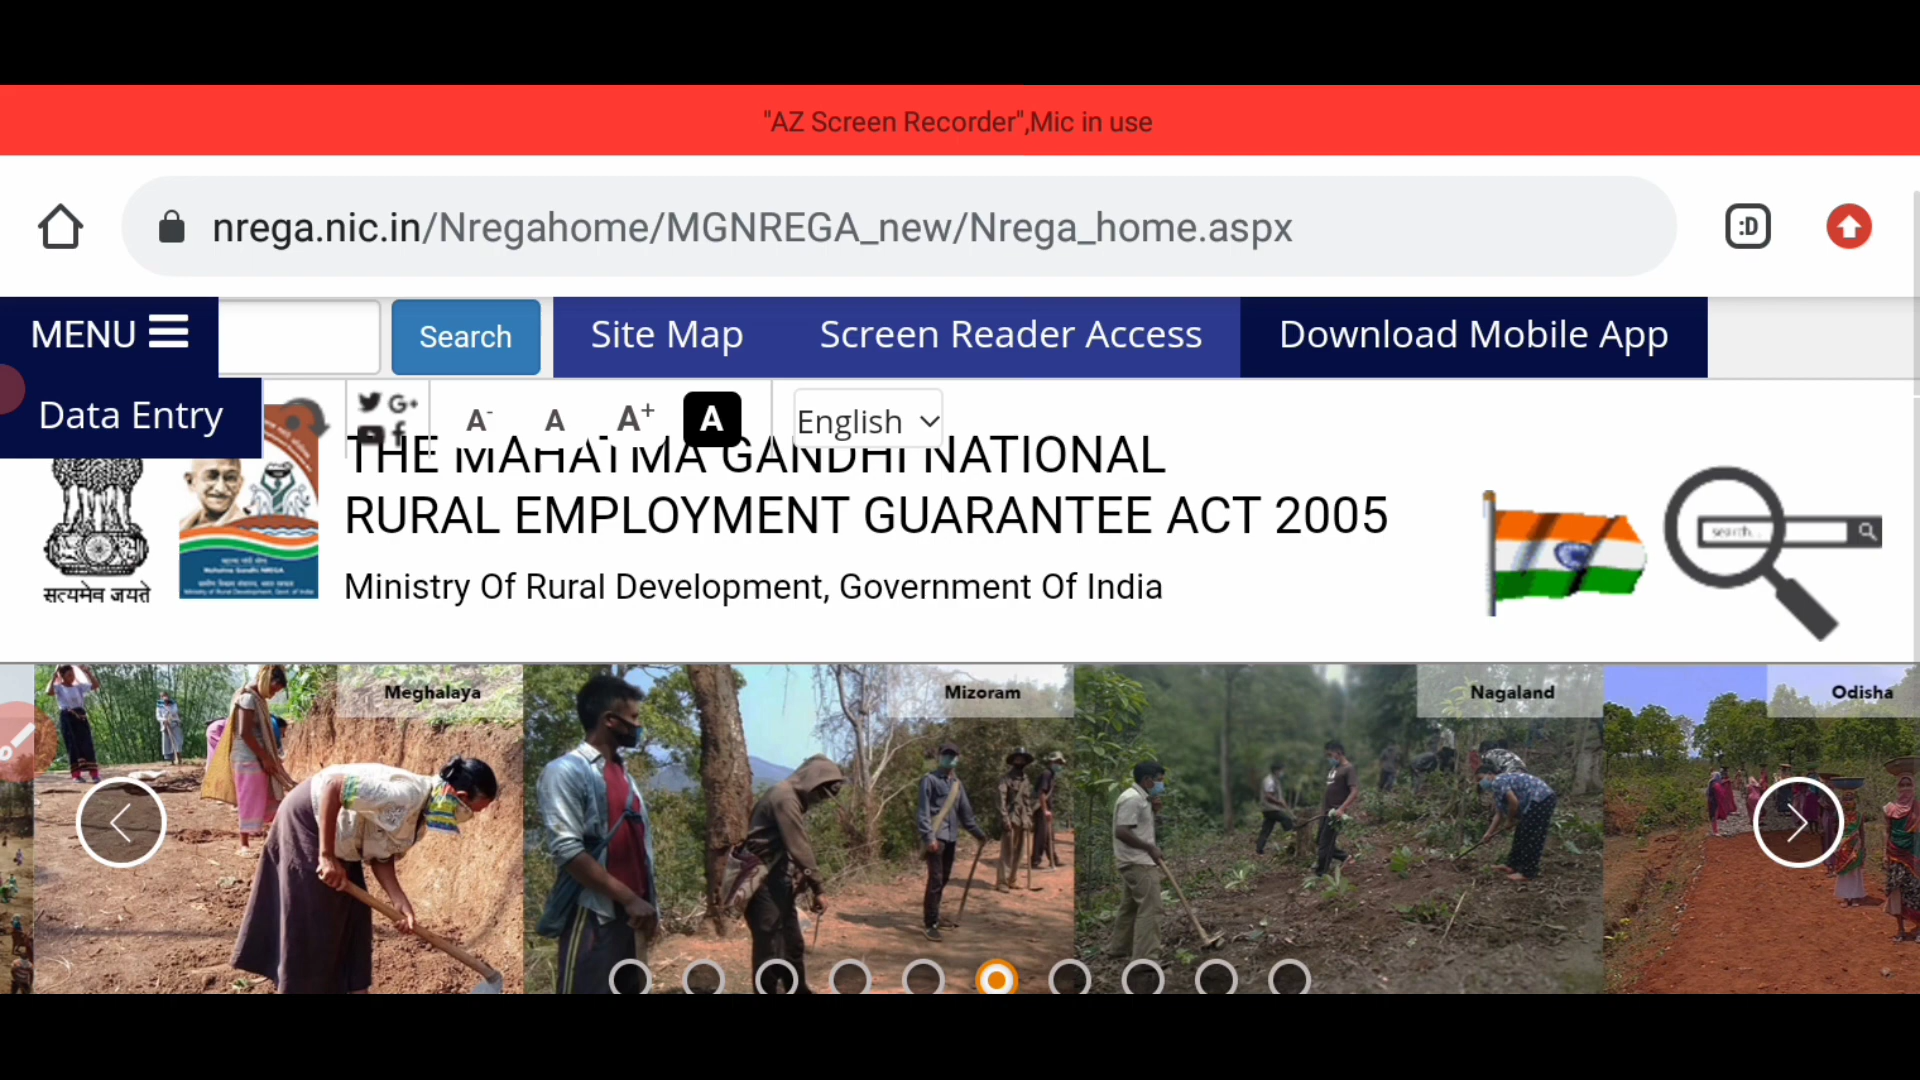 "AZ Screen Recorder",Mic in use
nrega.nic.in/Nregahome/MGNREGA_new/Nrega_home.aspx
:D
MENU
Search
Site Map
Screen Reader Access
Download Mobile App
Data Entry
G+
f
A-
A
A+
A
English
THE MAHATMA GANDHI NATIONAL
RURAL EMPLOYMENT GUARANTEE ACT 2005
Ministry Of Rural Development, Government Of India
सत्यमेव जयते
search...
Meghalaya
Mizoram
Nagaland
Odisha